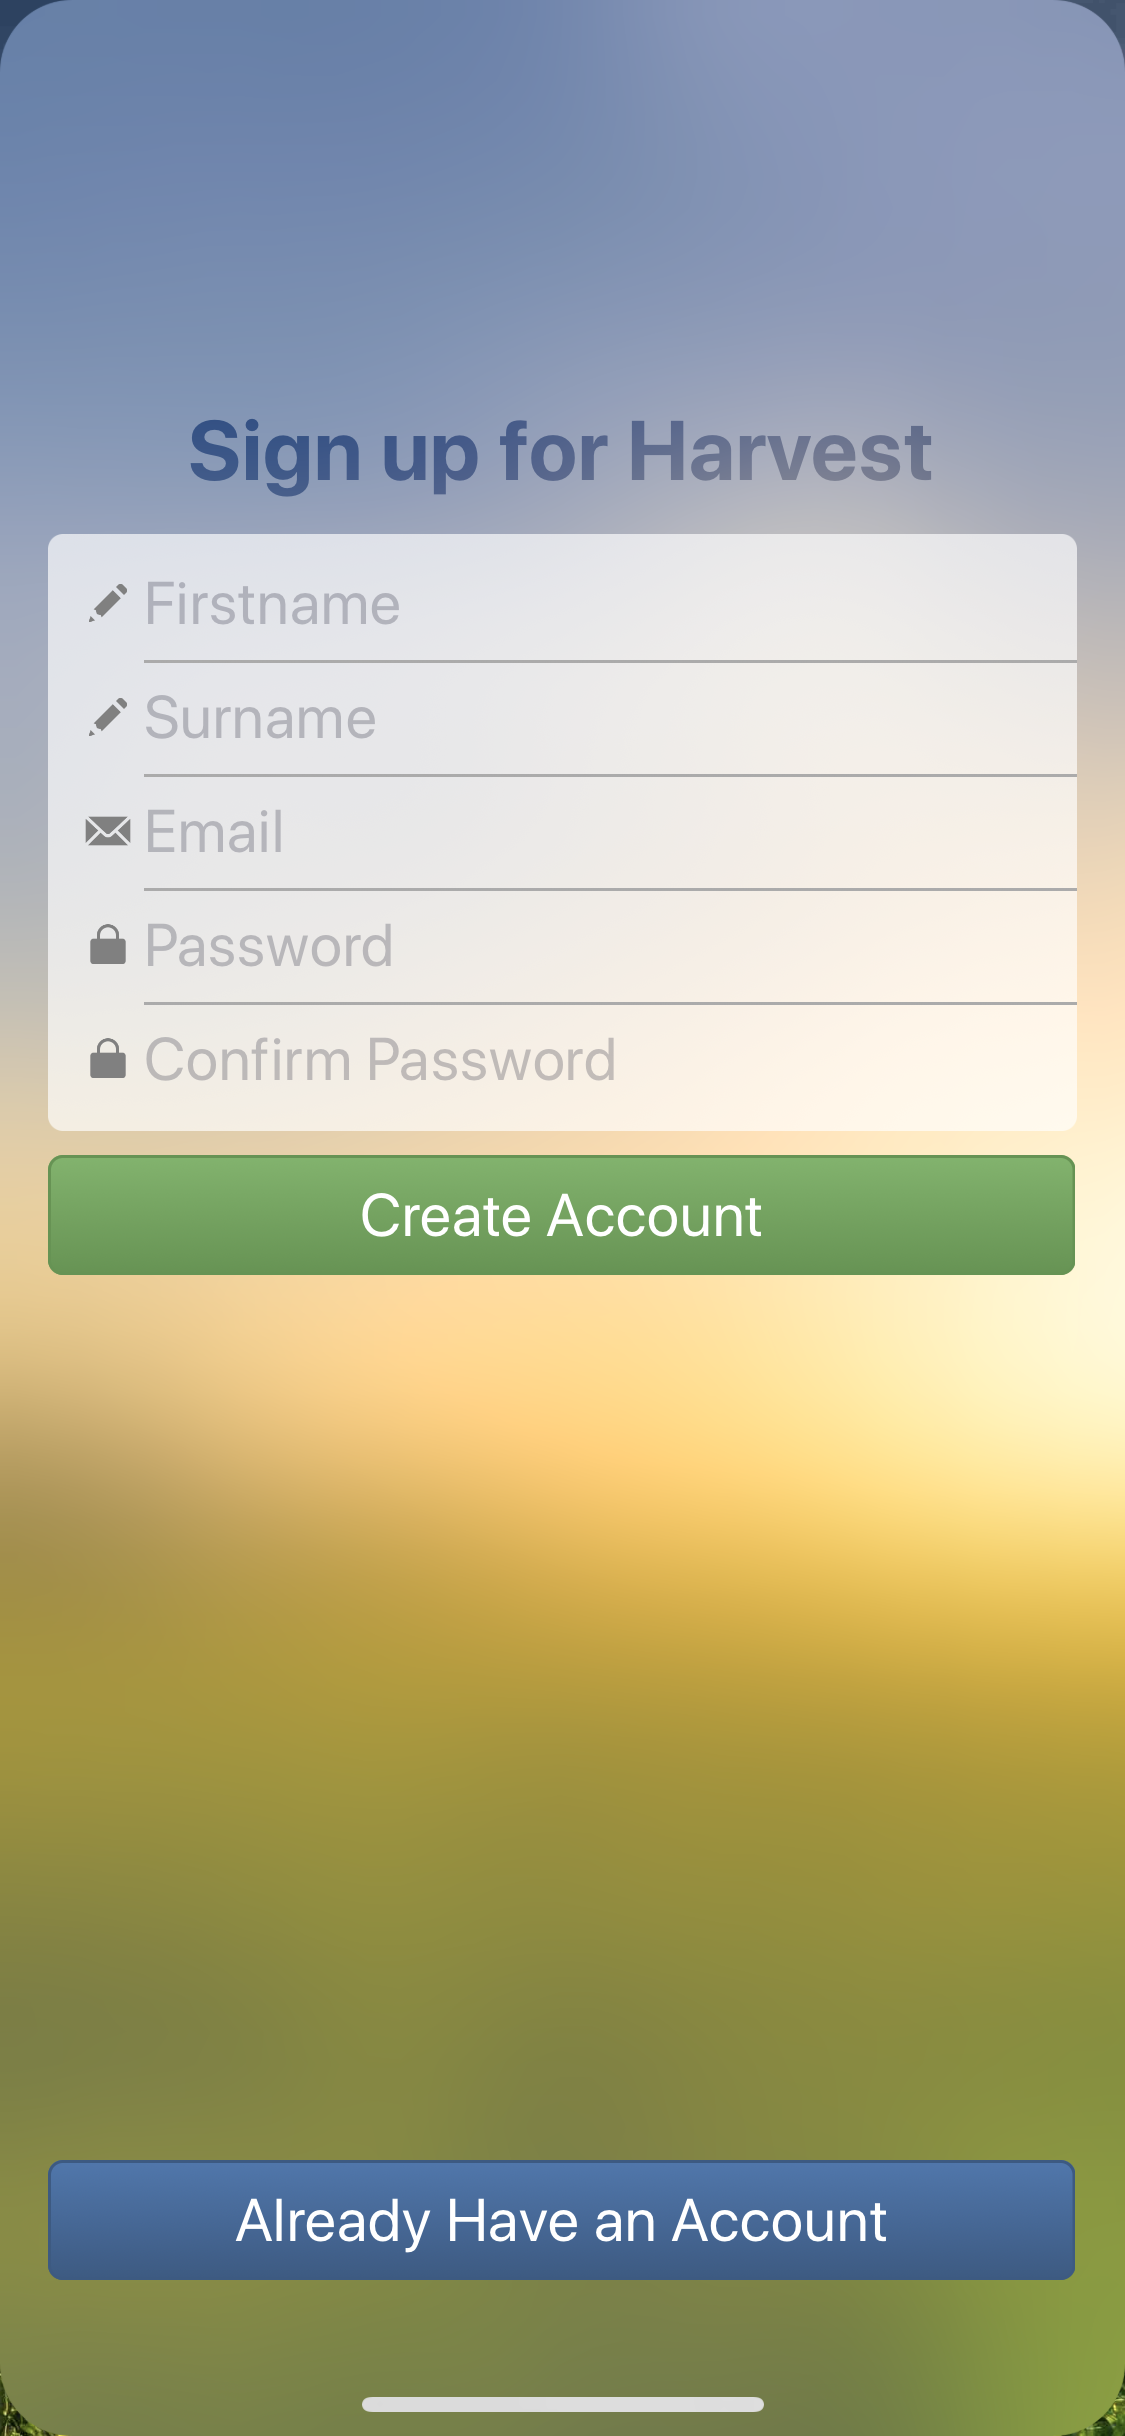 Sign up for Harvest
Firstname
Surname
Email
Password
Confirm Password
Create Account
Already Have an Account